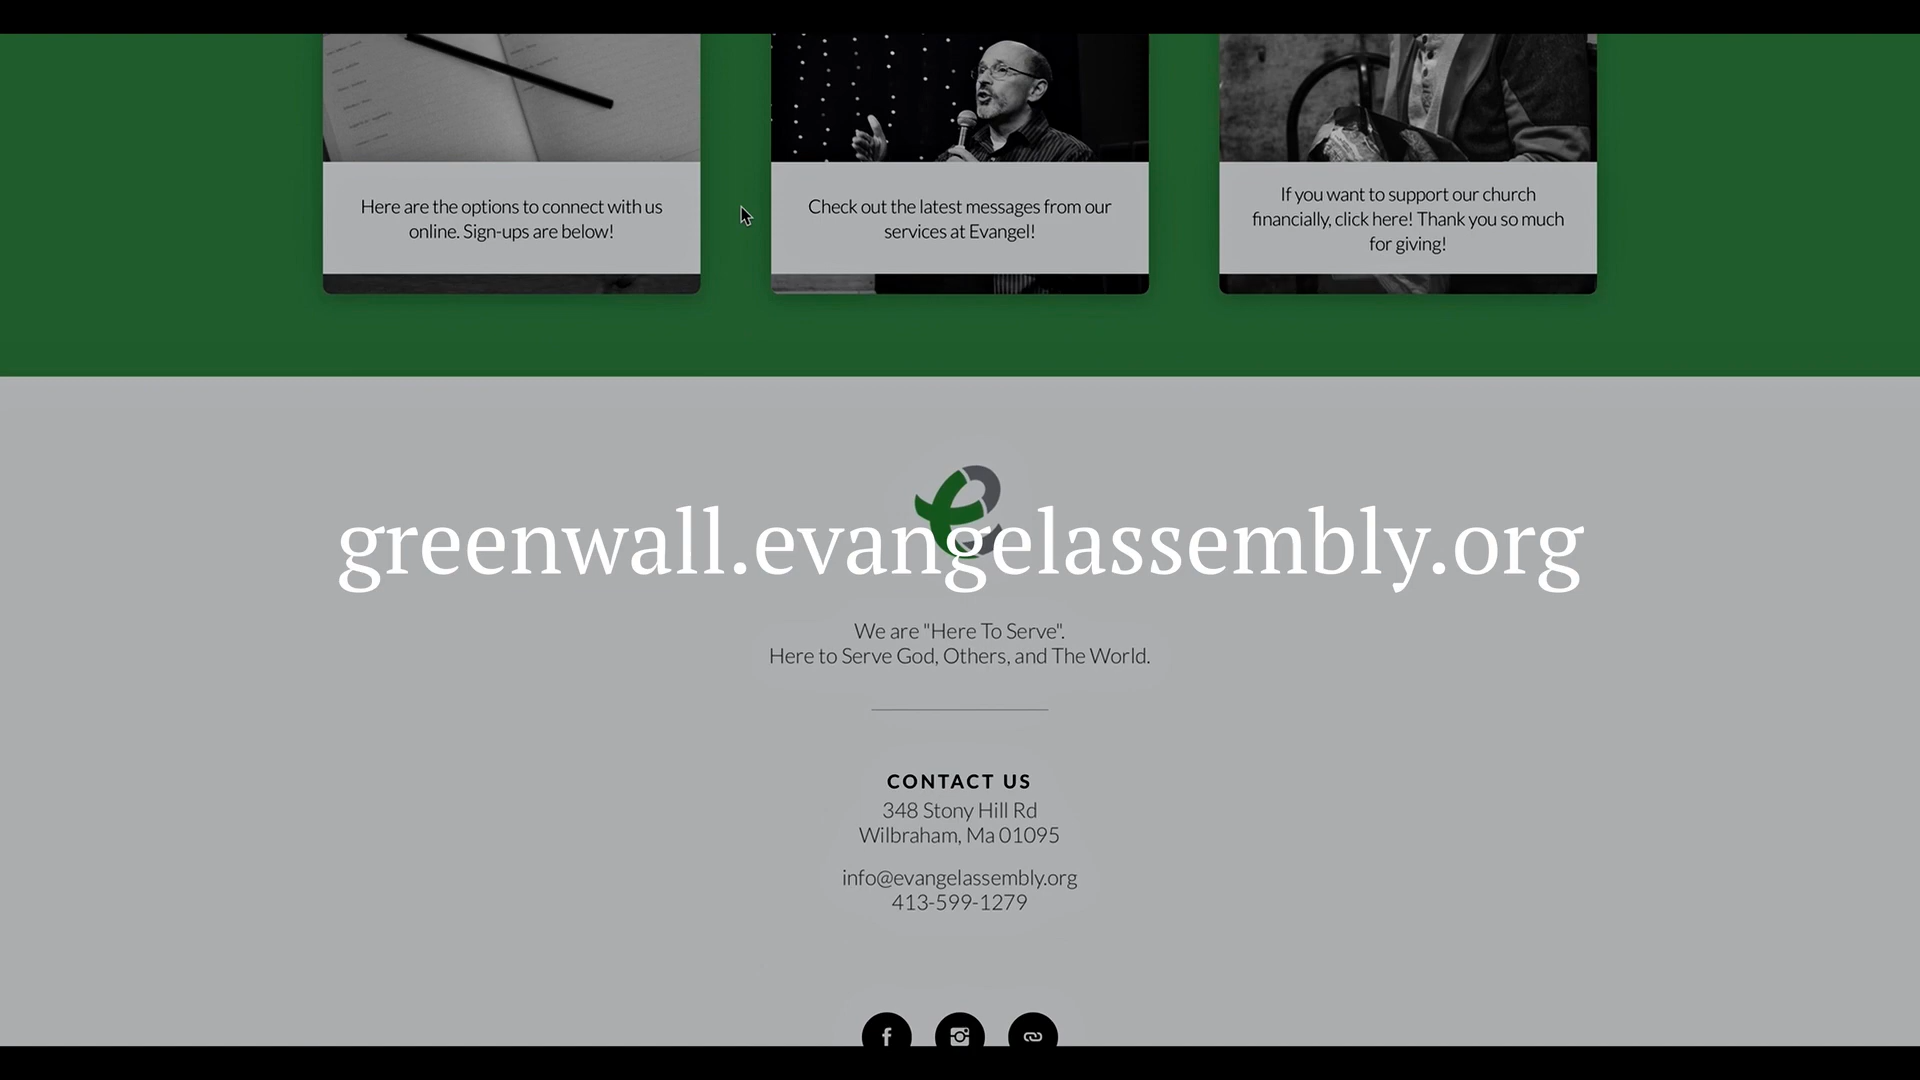 Here are the options to connect with us
online. Sign-ups are below!
Check out the latest messages from our
services at Evangel!
If you want to support our church
financially, click here! Thank you so much
for giving!
greenwall.evangelassembly.org
We are "Here To Serve".
Here to Serve God, Others, and The World.
CONTACT US
348 Stony Hill Rd
Wilbraham, Ma 01095
info@evangelassembly.org
413-599-1279